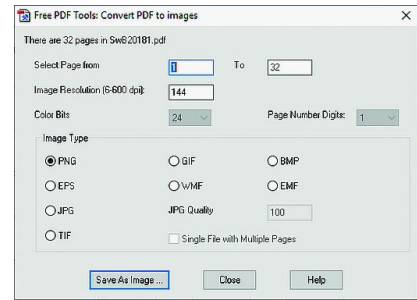 Free PDF Tools: Convert PDF to images
There are 32 pages in Sw820181.pdf
Select Page from 1 To 32
Image Resolution (6-600 dpi): 144
Color Bits 24 Page Number Digits: 1
Image Type
PNG GIF BMP
EPS WMF EMF
JPG JPG Quality 100
TIF Single File with Multiple Pages
Save As Image ... Close Help